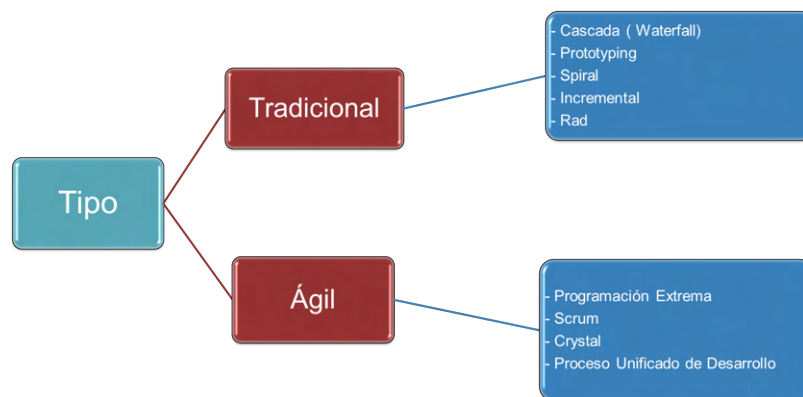 Tipo
Tradicional
- Cascada ( Waterfall)
- Prototyping
- Spiral
- Incremental
- Rad
Ágil
- Programación Extrema
- Scrum
- Crystal
- Proceso Unificado de Desarrollo